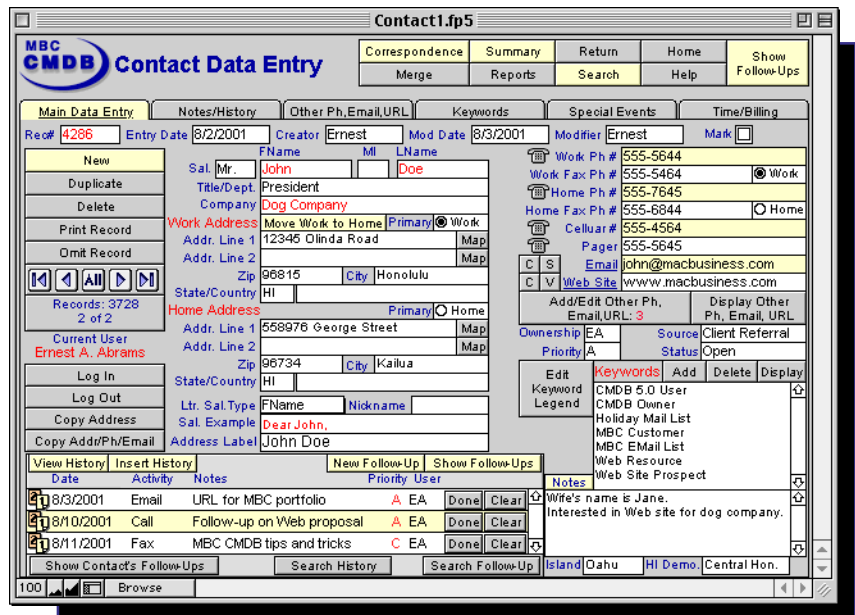 Contact1.fp5
MBC
CMDB Contact Data Entry
Correspondence Summary Return Home Show Follow-Ups
Merge Reports Search Help
Main Data Entry Notes/History Other Ph,Email,URL Keywords Special Events Time/Billing
Rec# 4286 Entry Date 8/2/2001 Creator Ernest Mod Date 8/3/2001 Modifier Ernest Mark
New
Duplicate
Delete
Print Record
Omit Record
All
Records: 3728
2 of 2
Current User
Ernest A. Abrams
Log In
Log Out
Copy Address
Copy Addr/Ph/Email
FName MI LName
Sal. Mr. John Doe
Title/Dept. President
Company Dog Company
Work Address Move Work to Home Primary Work
Addr. Line 1 12345 Olinda Road Map
Addr. Line 2 Map
Zip 96815 City Honolulu
State/Country HI
Home Address Primary Home
Addr. Line 1 558976 George Street Map
Addr. Line 2 Map
Zip 96734 City Kailua
State/Country HI
Ltr. Sal.Type FName Nickname
Sal. Example Dear John,
Address Label John Doe
Work Ph # 555-5644
Work Fax Ph # 555-5464 Work
Home Ph # 555-7645
Home Fax Ph # 555-6844 Home
Celluar # 555-4564
Pager 555-5645
C S Email john@macbusiness.com
C V Web Site www.macbusiness.com
Add/Edit Other Ph,
Email,URL: 3
Display Other
Ph, Email, URL
Ownership EA Source Client Referral
Priority A Status Open
Edit
Keyword
Legend
Keywords Add Delete Display
CMDB 5.0 User
CMDB Owner
Holiday Mail List
MBC Customer
MBC EMail List
Web Resource
Web Site Prospect
View History Insert History New Follow-Up Show Follow-Ups
Date Activity Notes Priority User
8/3/2001 Email URL for MBC portfolio A EA Done Clear
8/10/2001 Call Follow-up on Web proposal A EA Done Clear
8/11/2001 Fax MBC CMDB tips and tricks C EA Done Clear
Show Contact's Follow-Ups Search History Search Follow-Up
Notes
Wife's name is Jane.
Interested in Web site for dog company.
Island Oahu HI Demo. Central Hon.
100 Browse